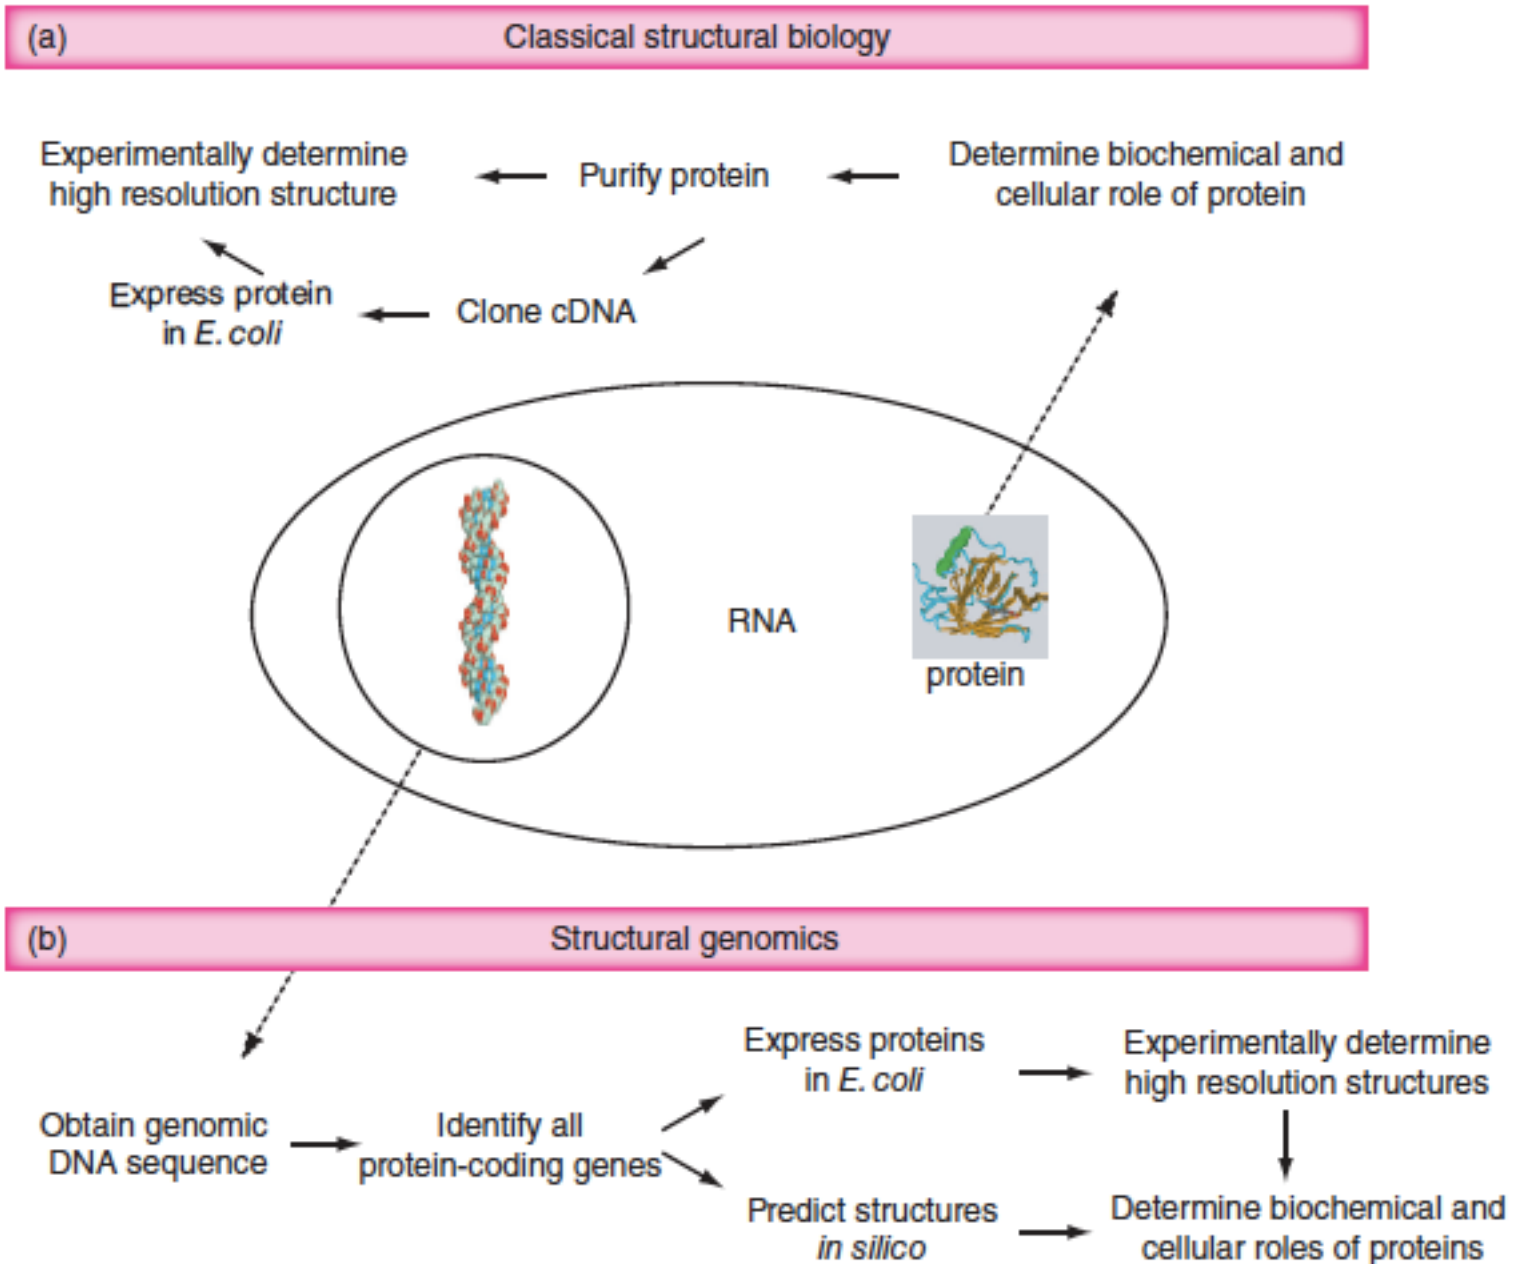 (a)
Classical structural biology
Experimentally determine
high resolution structure
Purify protein
Determine biochemical and
cellular role of protein
Express protein
in E. coli
Clone cDNA
RNA
protein
(b)
Structural genomics
Obtain genomic
DNA sequence
Identify all
protein-coding genes
Express proteins
in E. coli
Experimentally determine
high resolution structures
Predict structures
in silico
Determine biochemical and
cellular roles of proteins